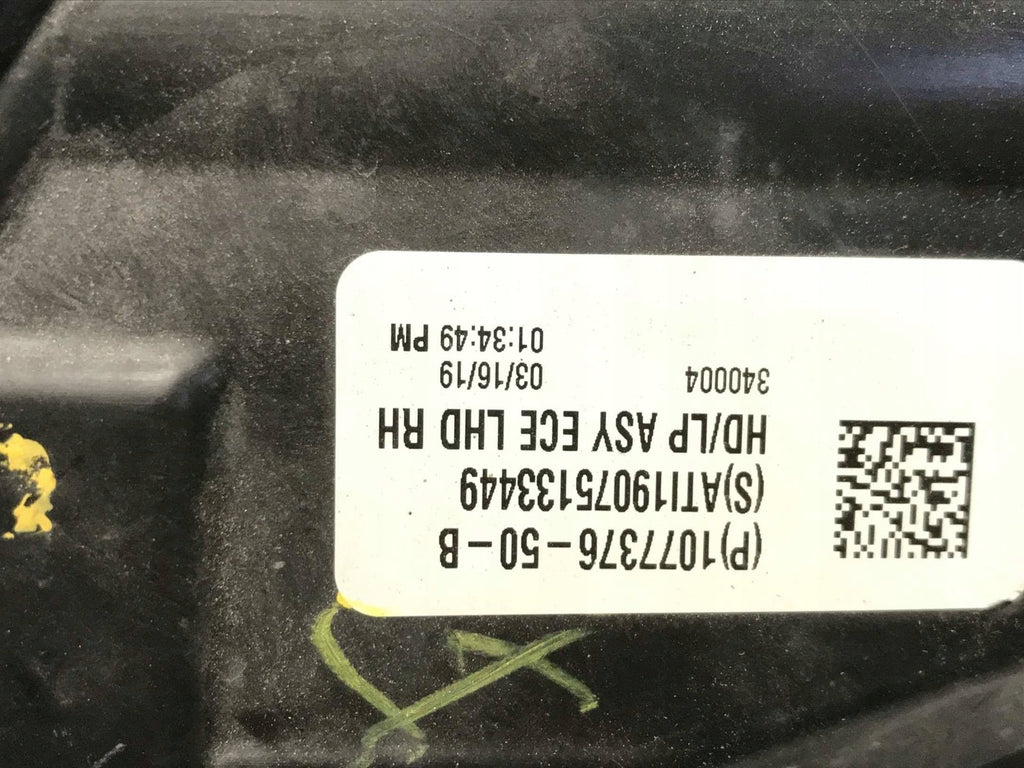 (P)1077376-50-B
(S)ATI19075133449
HD/LP ASY ECE LHD RH
340004 03/16/19
01:34:49 PM